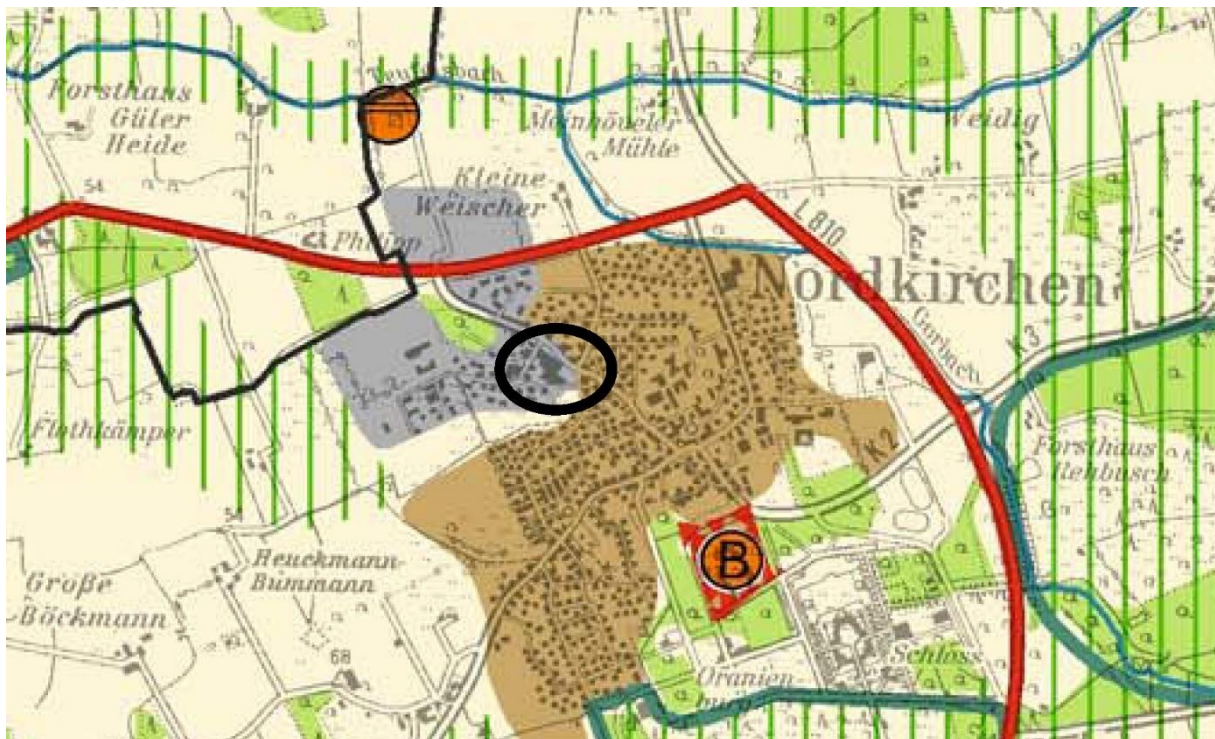 Teufelsbach
Forsthaus
Güler
Heide
Meinhöveler
Mühle
Weidig
54
Kleine
Weischer
L 810
Philipp
Nordkirchen
Gorbach
K 3
Flothkämper
K 2
Forsthaus
Rehbusch
54
B
Heuckmann-
Bummann
Große
Böckmann
68
Schloss
Oranien-
burg